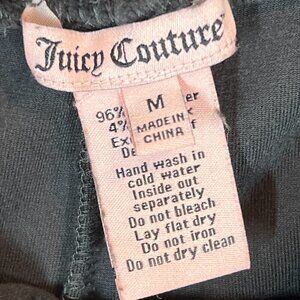 Juicy Couture
M
MADE IN
CHINA
96%
4%
Hand wash in
cold water
Inside out
separately
Do not bleach
Lay flat dry
Do not iron
Do not dry clean